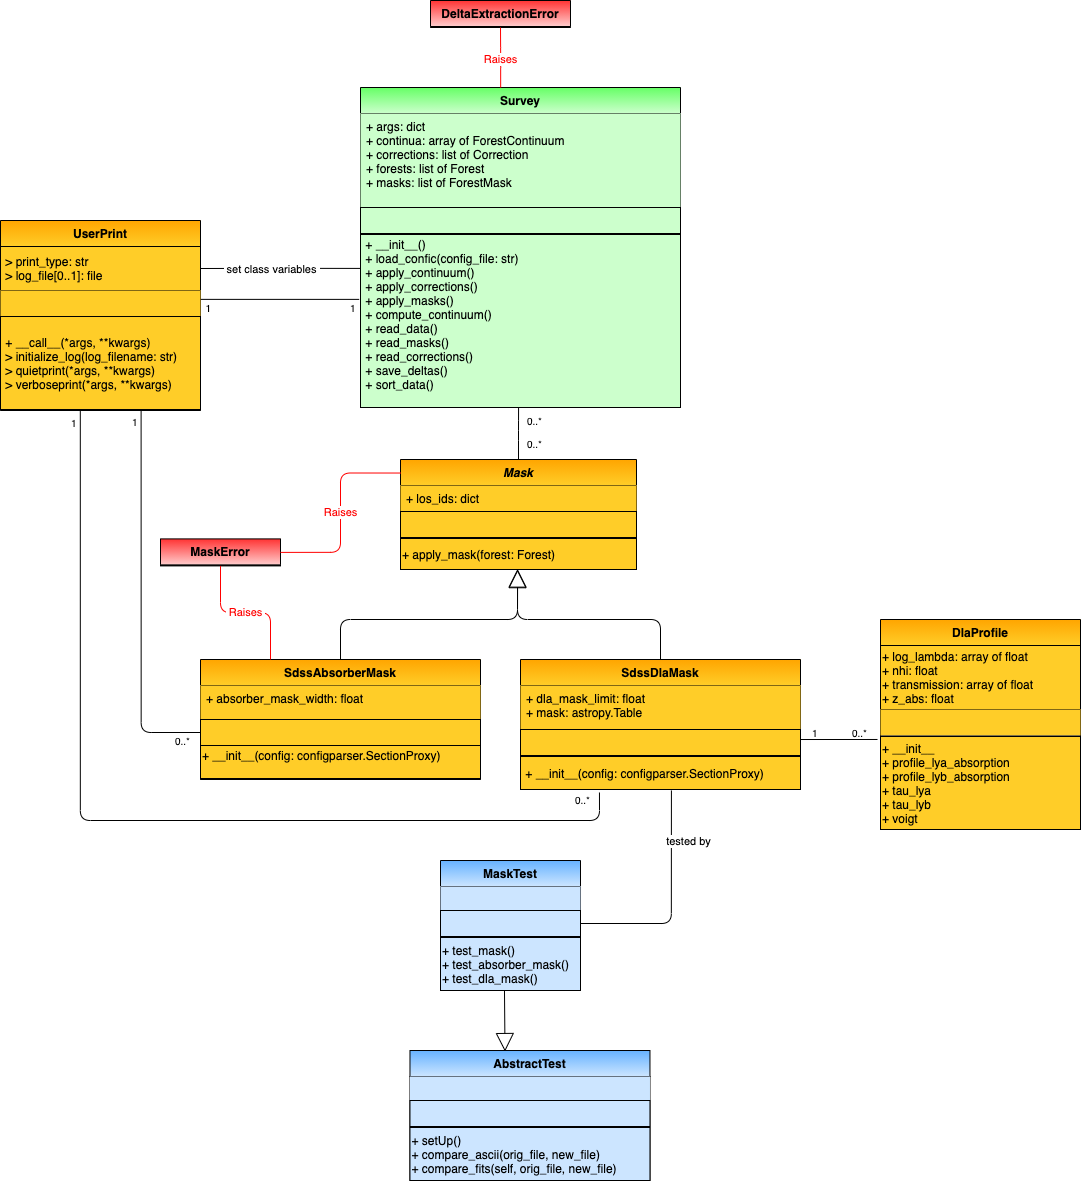 DeltaExtractionError
Raises
Survey
+ args: dict
+ continua: array of ForestContinuum
+ corrections: list of Correction
+ forests: list of Forest
+ masks: list of ForestMask
+ __init__()
+ load_confic(config_file: str)
+ apply_continuum()
+ apply_corrections()
+ apply_masks()
+ compute_continuum()
+ read_data()
+ read_masks()
+ read_corrections()
+ save_deltas()
+ sort_data()
UserPrint
> print_type: str
> log_file[0..1]: file
+ __call__(*args, **kwargs)
> initialize_log(log_filename: str)
> quietprint(*args, **kwargs)
> verboseprint(*args, **kwargs)
set class variables
1
1
1
1
0..*
0..*
Mask
+ los_ids: dict
+ apply_mask(forest: Forest)
Raises
MaskError
Raises
SdssAbsorberMask
+ absorber_mask_width: float
+ __init__(config: configparser.SectionProxy)
0..*
SdssDlaMask
+ dla_mask_limit: float
+ mask: astropy.Table
+ __init__(config: configparser.SectionProxy)
0..*
1
0..*
DlaProfile
+ log_lambda: array of float
+ nhi: float
+ transmission: array of float
+ z_abs: float
+ __init__
+ profile_lya_absorption
+ profile_lyb_absorption
+ tau_lya
+ tau_lyb
+ voigt
tested by
MaskTest
+ test_mask()
+ test_absorber_mask()
+ test_dla_mask()
AbstractTest
+ setUp()
+ compare_ascii(orig_file, new_file)
+ compare_fits(self, orig_file, new_file)